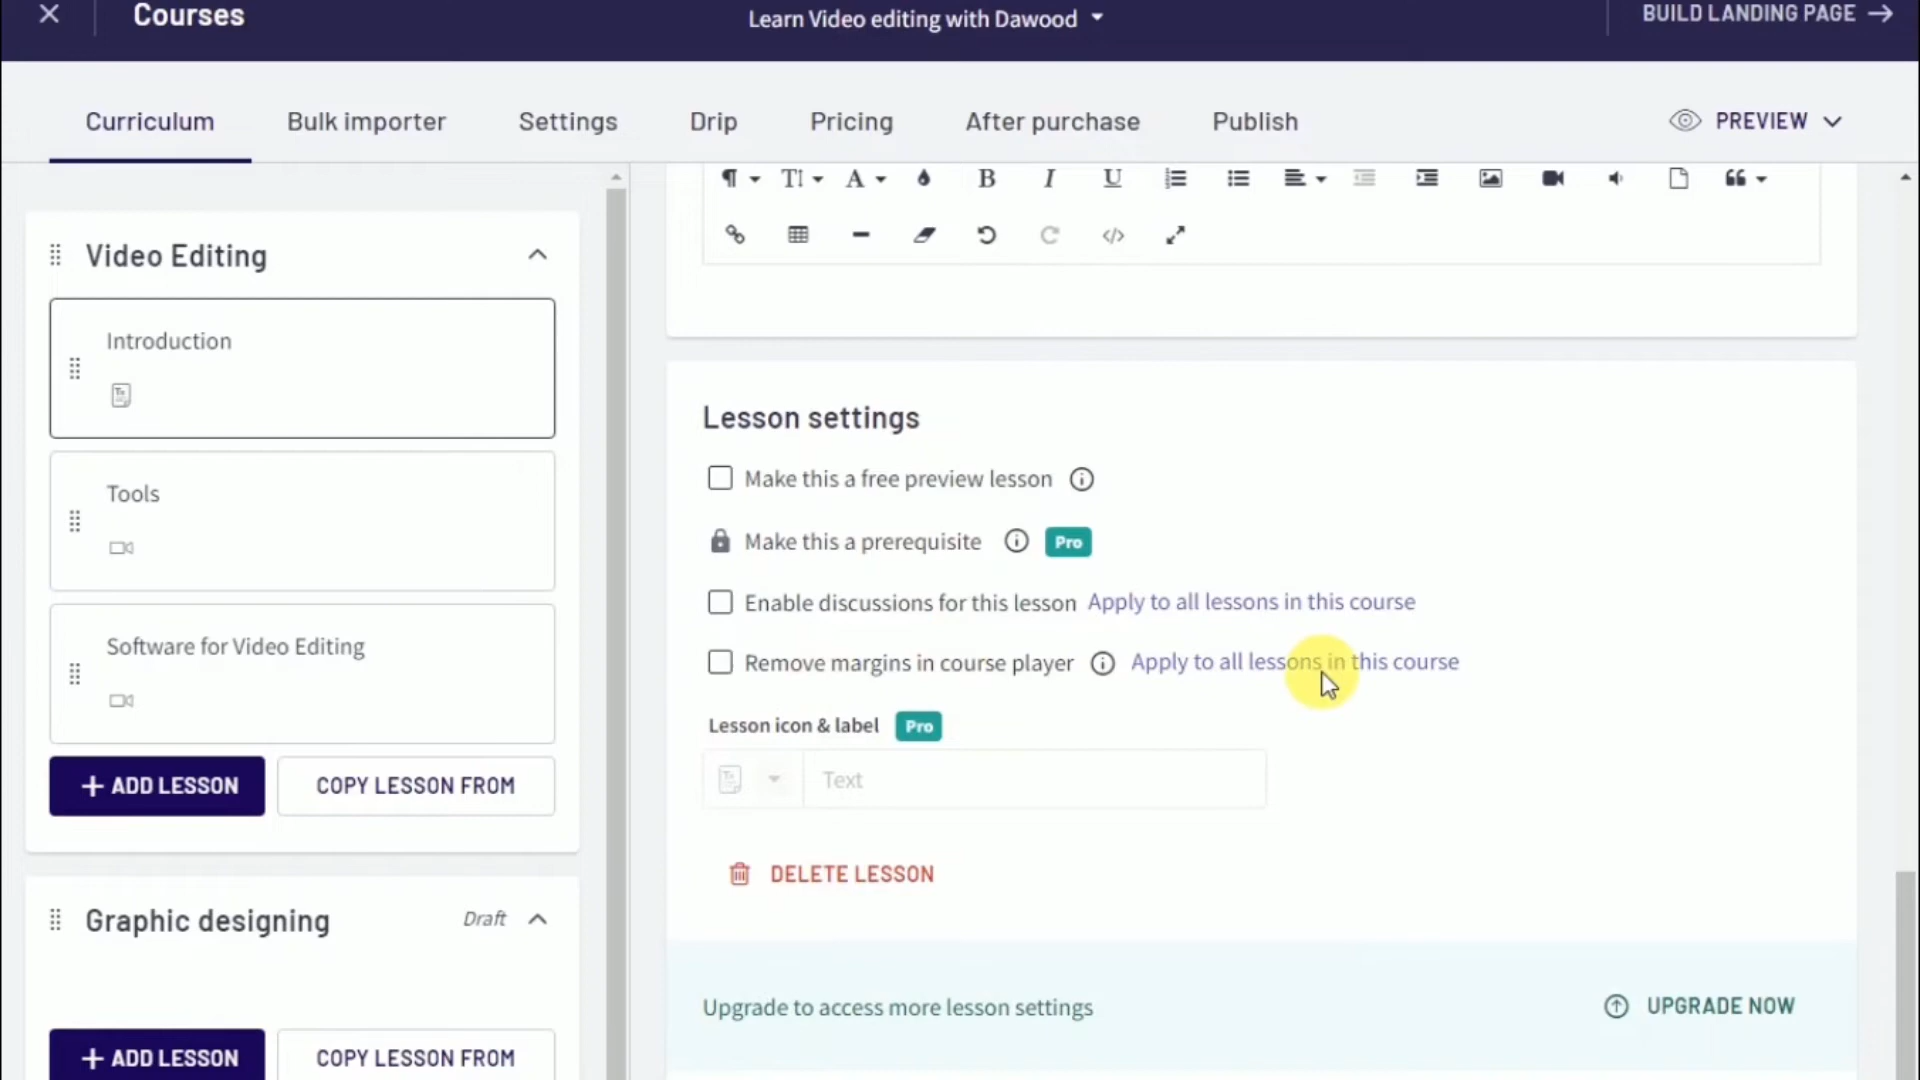 Courses
Learn Video editing with Dawood
BUILD LANDING PAGE
Curriculum
Bulk importer
Settings
Drip
Pricing
After purchase
Publish
PREVIEW
Video Editing
Introduction
Tools
Software for Video Editing
+ ADD LESSON
COPY LESSON FROM
Graphic designing
Draft
+ ADD LESSON
COPY LESSON FROM
Lesson settings
Make this a free preview lesson
Make this a prerequisite Pro
Enable discussions for this lesson Apply to all lessons in this course
Remove margins in course player Apply to all lessons in this course
Lesson icon & label Pro
Text
DELETE LESSON
Upgrade to access more lesson settings
UPGRADE NOW